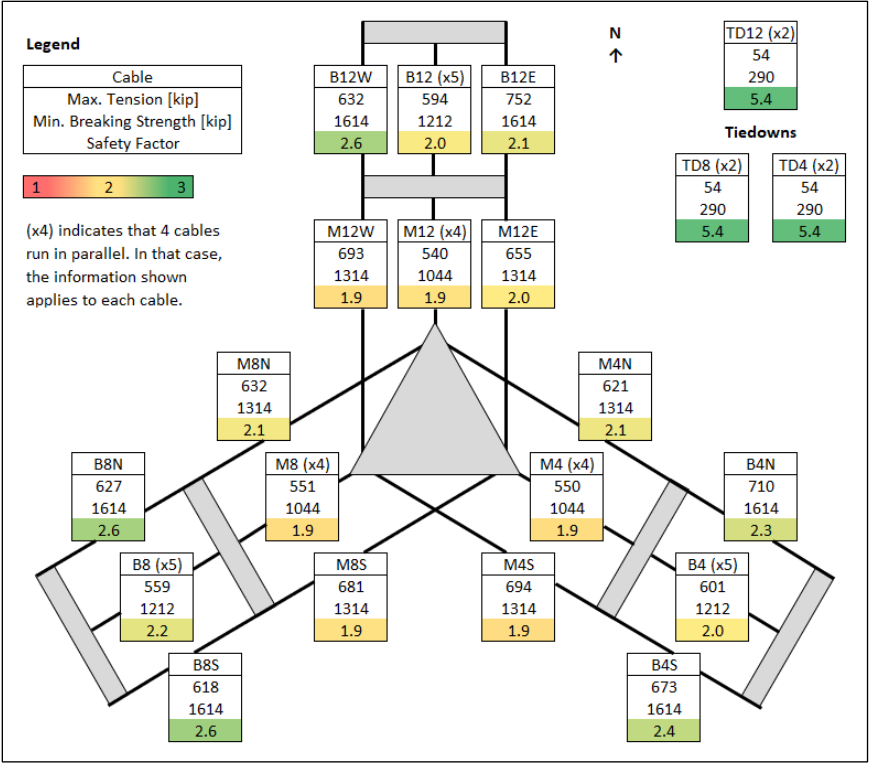 Legend
Cable
Max. Tension [kip]
Min. Breaking Strength [kip]
Safety Factor
1 2 3
(x4) indicates that 4 cables
run in parallel. In that case,
the information shown
applies to each cable.
N
↑
B12W
632
1614
2.6
B12 (x5)
594
1212
2.0
B12E
752
1614
2.1
TD12 (x2)
54
290
5.4
Tiedowns
TD8 (x2)
54
290
5.4
TD4 (x2)
54
290
5.4
M12W
693
1314
1.9
M12 (x4)
540
1044
1.9
M12E
655
1314
2.0
M8N
632
1314
2.1
M4N
621
1314
2.1
B8N
627
1614
2.6
M8 (x4)
551
1044
1.9
M4 (x4)
550
1044
1.9
B4N
710
1614
2.3
B8 (x5)
559
1212
2.2
M8S
681
1314
1.9
M4S
694
1314
1.9
B4 (x5)
601
1212
2.0
B8S
618
1614
2.6
B4S
673
1614
2.4